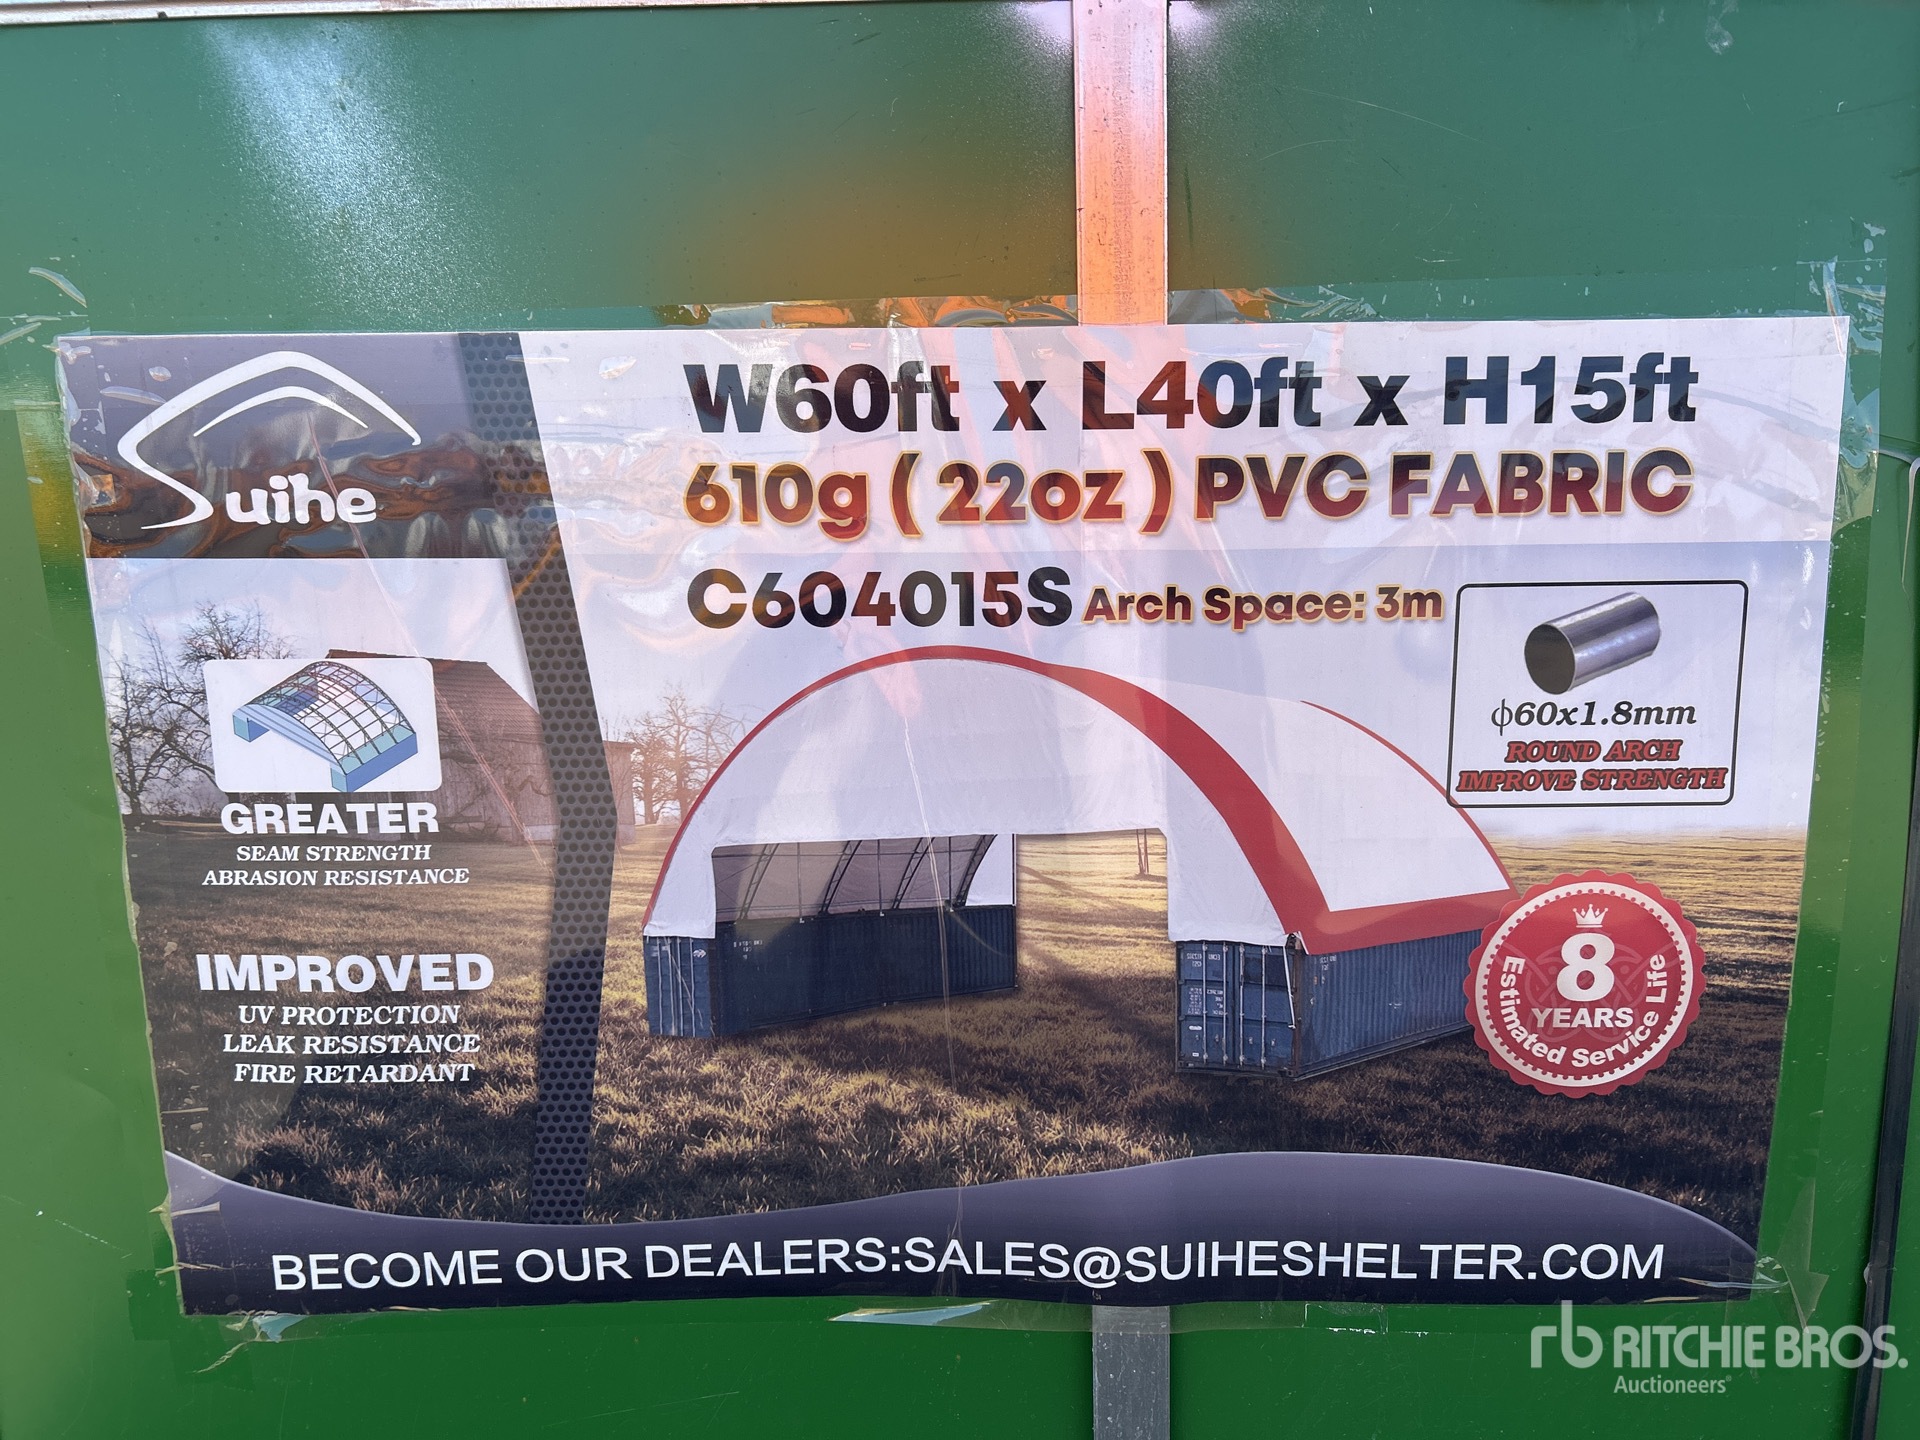 Suihe
W60ft x L40ft x H15ft
610g ( 22oz ) PVC FABRIC
C604015S Arch Space: 3m
ϕ60x1.8mm
ROUND ARCH
IMPROVE STRENGTH
GREATER
SEAM STRENGTH
ABRASION RESISTANCE
IMPROVED
UV PROTECTION
LEAK RESISTANCE
FIRE RETARDANT
8
YEARS
Estimated Service Life
BECOME OUR DEALERS:SALES@SUIHESHELTER.COM
rb RITCHIE BROS.
Auctioneers